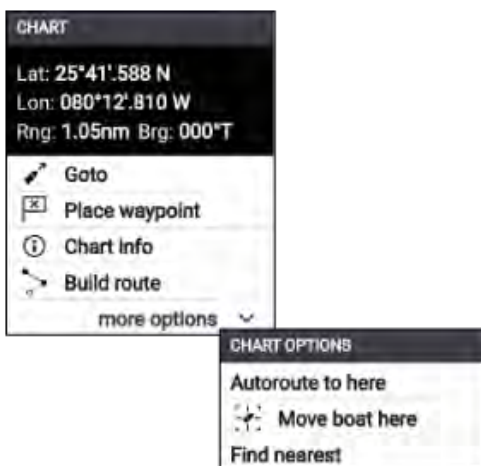 CHART
Lat: 25°41'.588 N
Lon: 080°12'.810 W
Rng: 1.05nm Brg: 000°T
Goto
Place waypoint
Chart info
Build route
more options
CHART OPTIONS
Autoroute to here
Move boat here
Find nearest